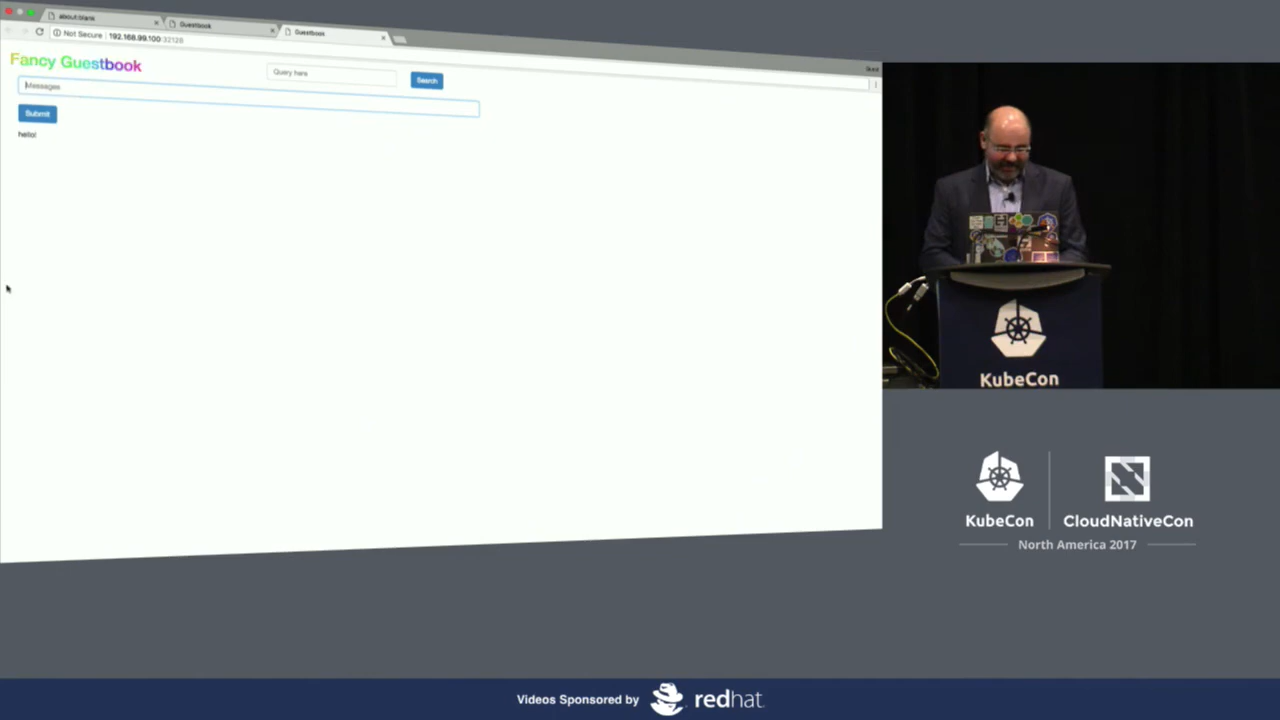 about:blank
Guestbook
Guestbook
Not Secure | 192.168.99.100:32128
Guest
Fancy Guestbook
Query here
Search
Messages
Submit
hello!
KubeCon
KubeCon
CloudNativeCon
North America 2017
Videos Sponsored by
redhat